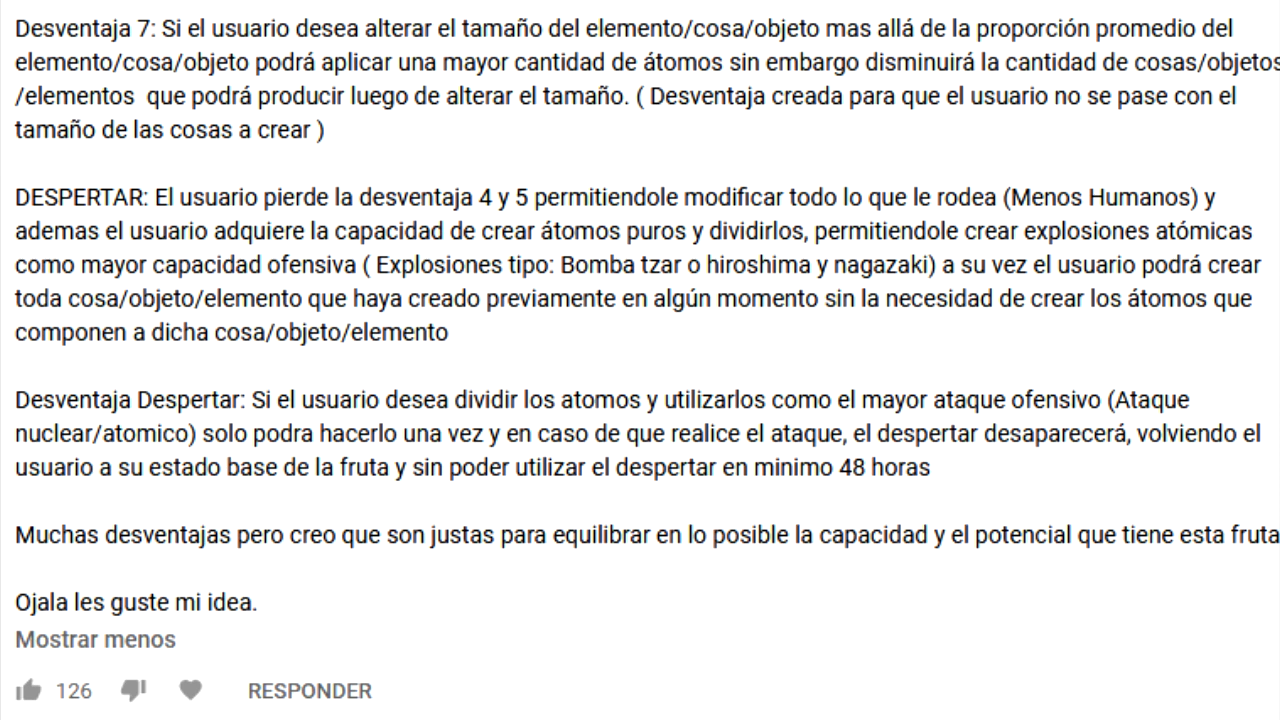 Desventaja 7: Si el usuario desea alterar el tamaño del elemento/cosa/objeto mas allá de la proporción promedio del
elemento/cosa/objeto podrá aplicar una mayor cantidad de átomos sin embargo disminuirá la cantidad de cosas/objetos
/elementos  que podrá producir luego de alterar el tamaño. ( Desventaja creada para que el usuario no se pase con el
tamaño de las cosas a crear )
DESPERTAR: El usuario pierde la desventaja 4 y 5 permitiendole modificar todo lo que le rodea (Menos Humanos) y
ademas el usuario adquiere la capacidad de crear átomos puros y dividirlos, permitiendole crear explosiones atómicas
como mayor capacidad ofensiva ( Explosiones tipo: Bomba tzar o hiroshima y nagazaki) a su vez el usuario podrá crear
toda cosa/objeto/elemento que haya creado previamente en algún momento sin la necesidad de crear los átomos que
componen a dicha cosa/objeto/elemento
Desventaja Despertar: Si el usuario desea dividir los atomos y utilizarlos como el mayor ataque ofensivo (Ataque
nuclear/atomico) solo podra hacerlo una vez y en caso de que realice el ataque, el despertar desaparecerá, volviendo el
usuario a su estado base de la fruta y sin poder utilizar el despertar en minimo 48 horas
Muchas desventajas pero creo que son justas para equilibrar en lo posible la capacidad y el potencial que tiene esta fruta
Ojala les guste mi idea.
Mostrar menos
126 RESPONDER